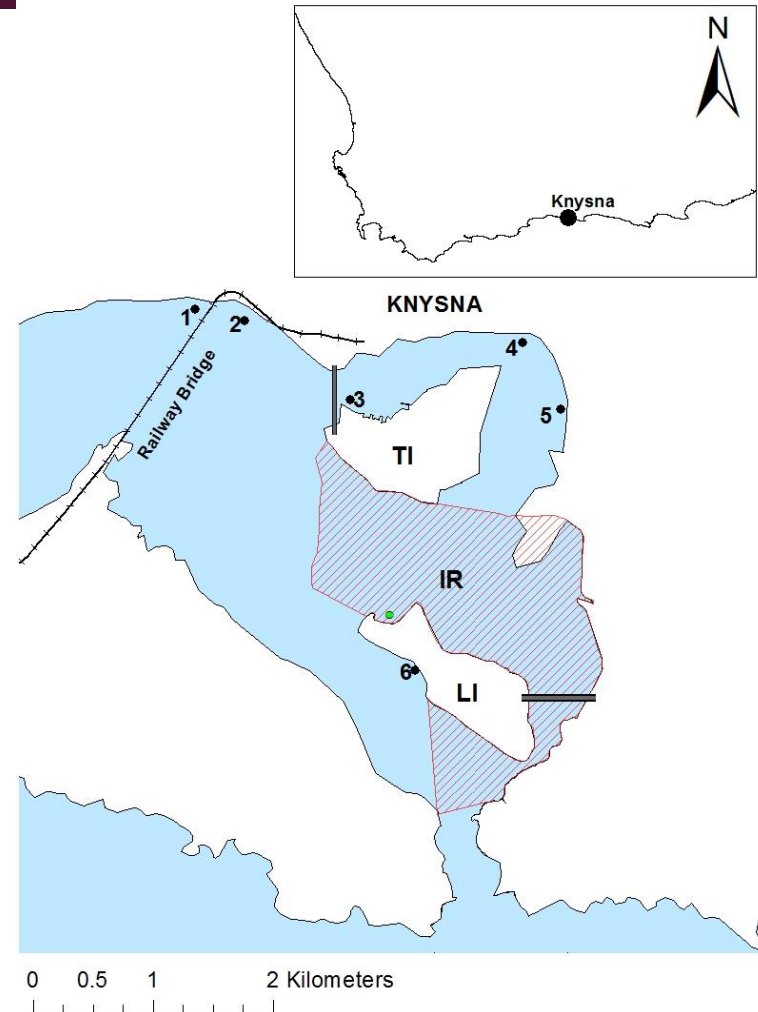 N
Knysna
KNYSNA
1
2
Railway Bridge
3
4
5
TI
IR
6
LI
0 0.5 1 2 Kilometers